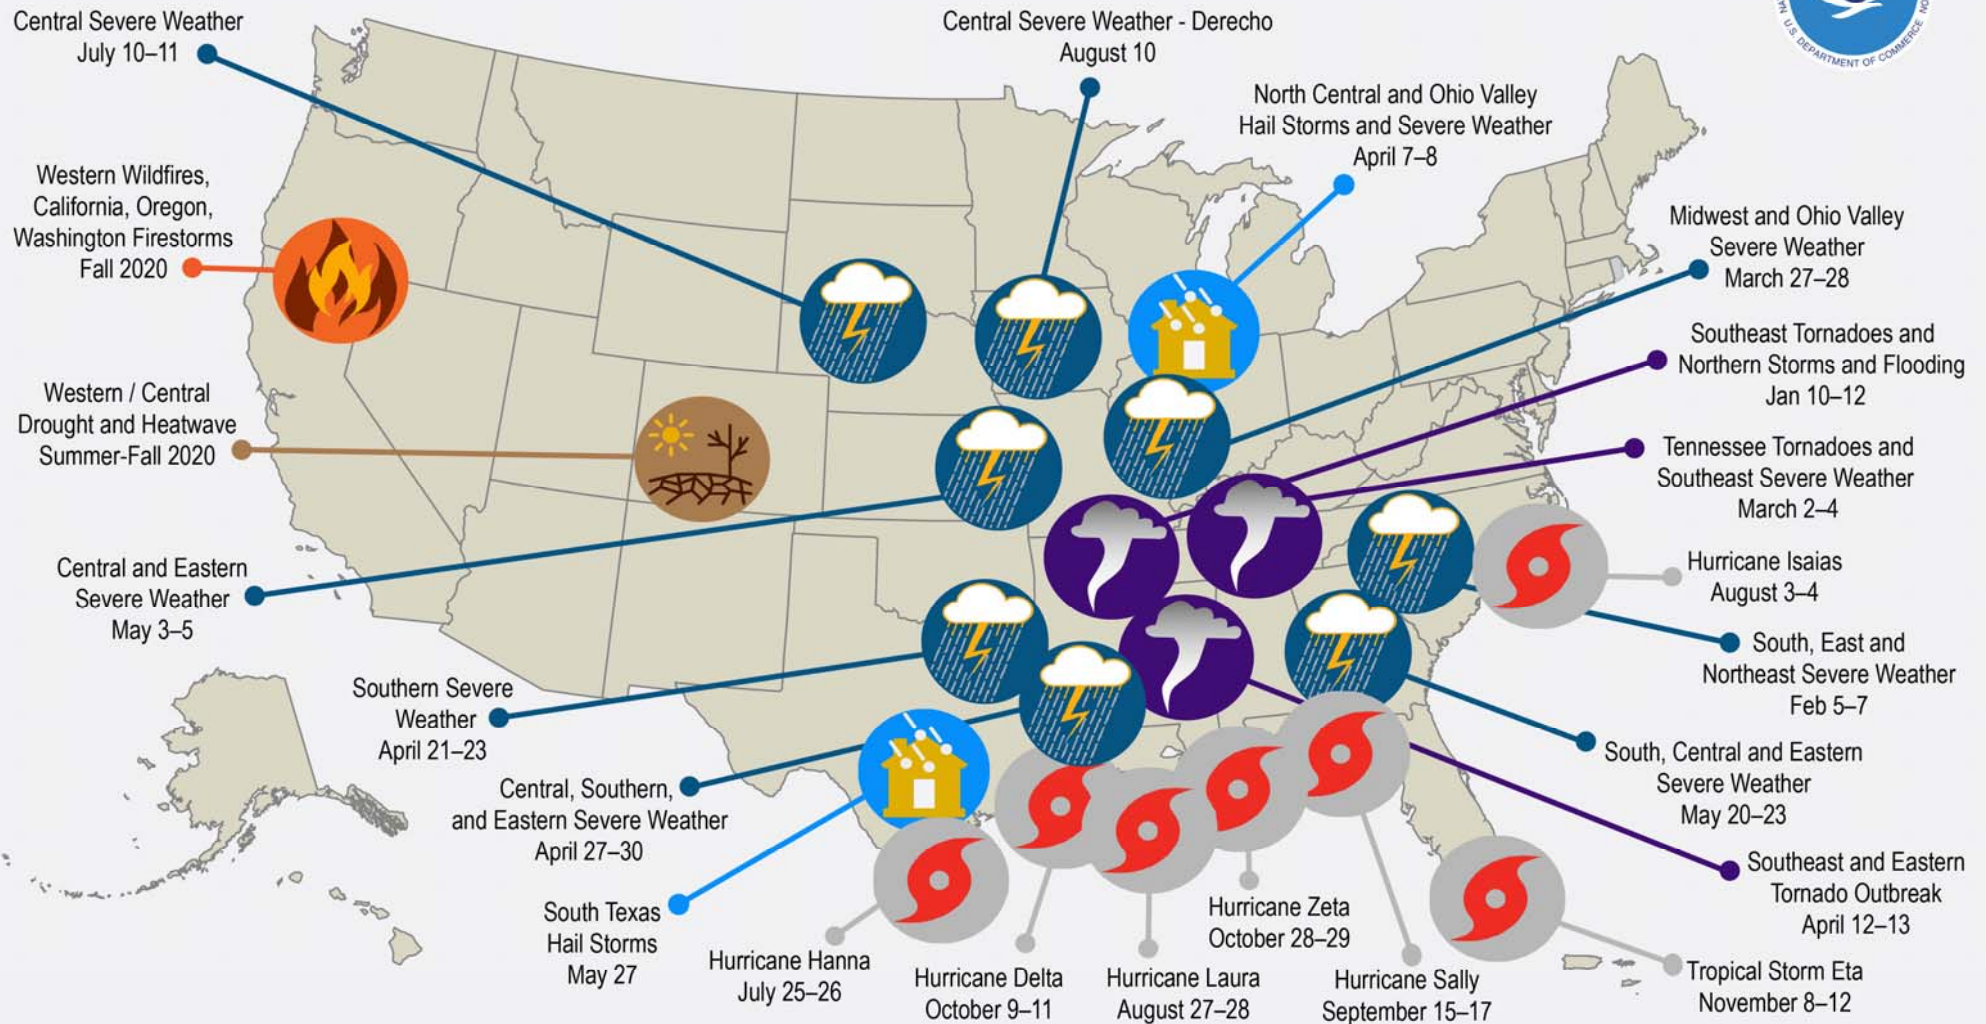 Central Severe Weather
July 10–11
Central Severe Weather - Derecho
August 10
U.S. DEPARTMENT OF COMMERCE
North Central and Ohio Valley
Hail Storms and Severe Weather
April 7–8
Western Wildfires,
California, Oregon,
Washington Firestorms
Fall 2020
Midwest and Ohio Valley
Severe Weather
March 27–28
Southeast Tornadoes and
Northern Storms and Flooding
Jan 10–12
Western / Central
Drought and Heatwave
Summer-Fall 2020
Tennessee Tornadoes and
Southeast Severe Weather
March 2–4
Hurricane Isaias
August 3–4
Central and Eastern
Severe Weather
May 3–5
South, East and
Northeast Severe Weather
Feb 5–7
Southern Severe
Weather
April 21–23
South, Central and Eastern
Severe Weather
May 20–23
Central, Southern,
and Eastern Severe Weather
April 27–30
Southeast and Eastern
Tornado Outbreak
April 12–13
South Texas
Hail Storms
May 27
Hurricane Hanna
July 25–26
Hurricane Delta
October 9–11
Hurricane Laura
August 27–28
Hurricane Zeta
October 28–29
Hurricane Sally
September 15–17
Tropical Storm Eta
November 8–12